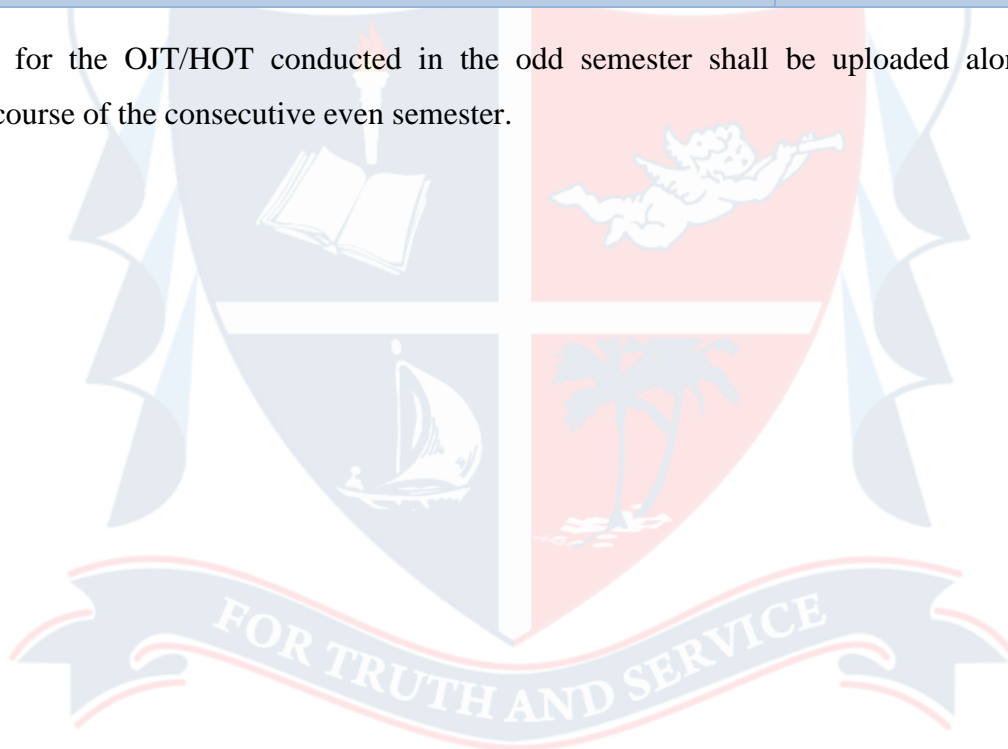 for the OJT/HOT conducted in the odd semester shall be uploaded alon
course of the consecutive even semester.
FOR TRUTH AND SERVICE